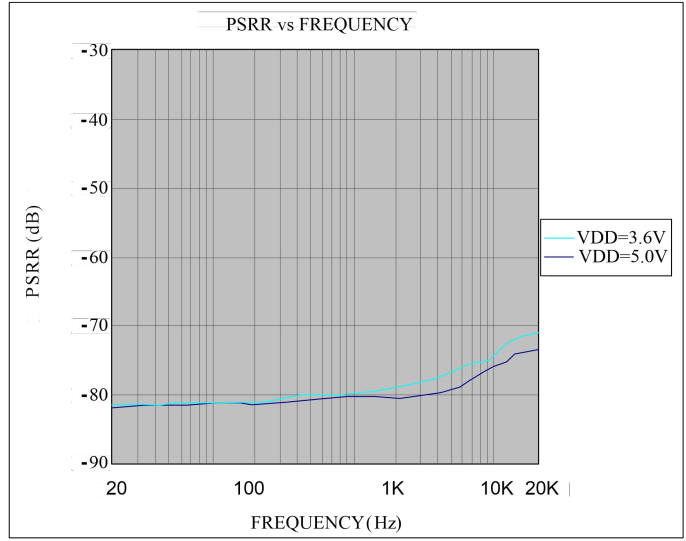 PSRR vs FREQUENCY
-30
-40
-50
-60
-70
-80
-90
PSRR (dB)
VDD=3.6V
VDD=5.0V
20 100 1K 10K 20K
FREQUENCY(Hz)